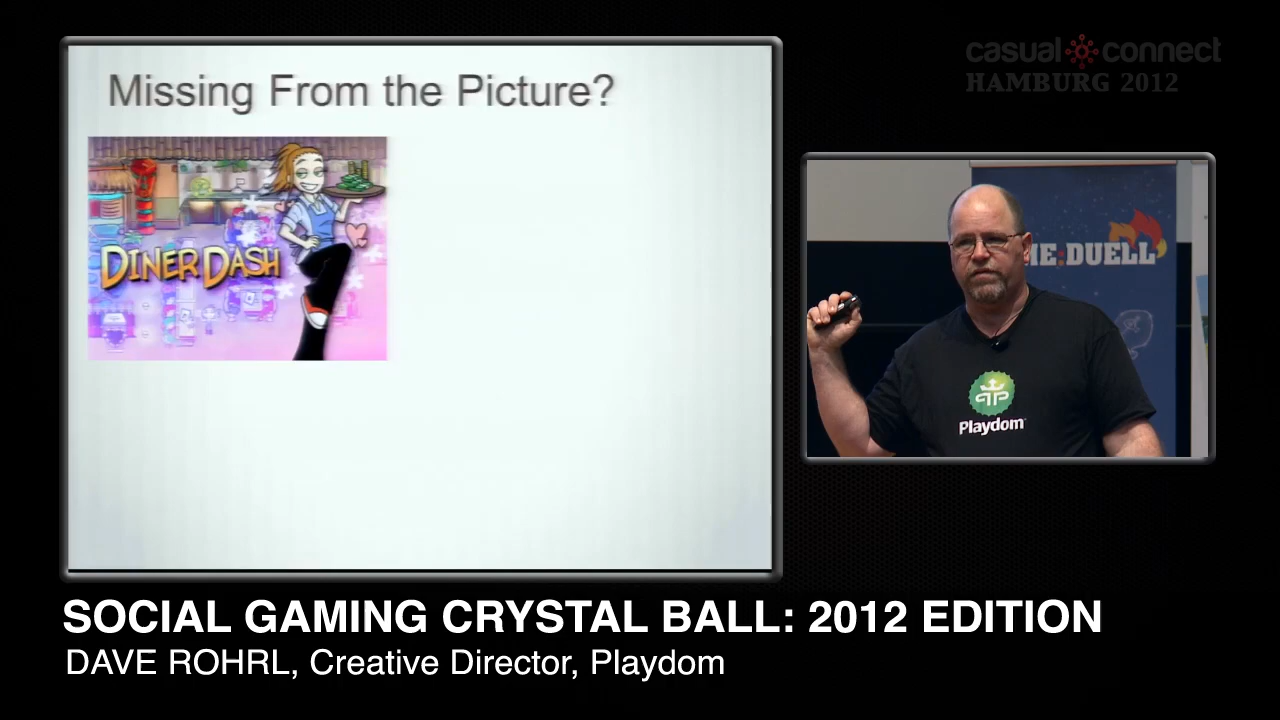 casual connect
HAMBURG 2012
Missing From the Picture?
DINER DASH
ME:DUELL
Playdom
SOCIAL GAMING CRYSTAL BALL: 2012 EDITION
DAVE ROHRL, Creative Director, Playdom